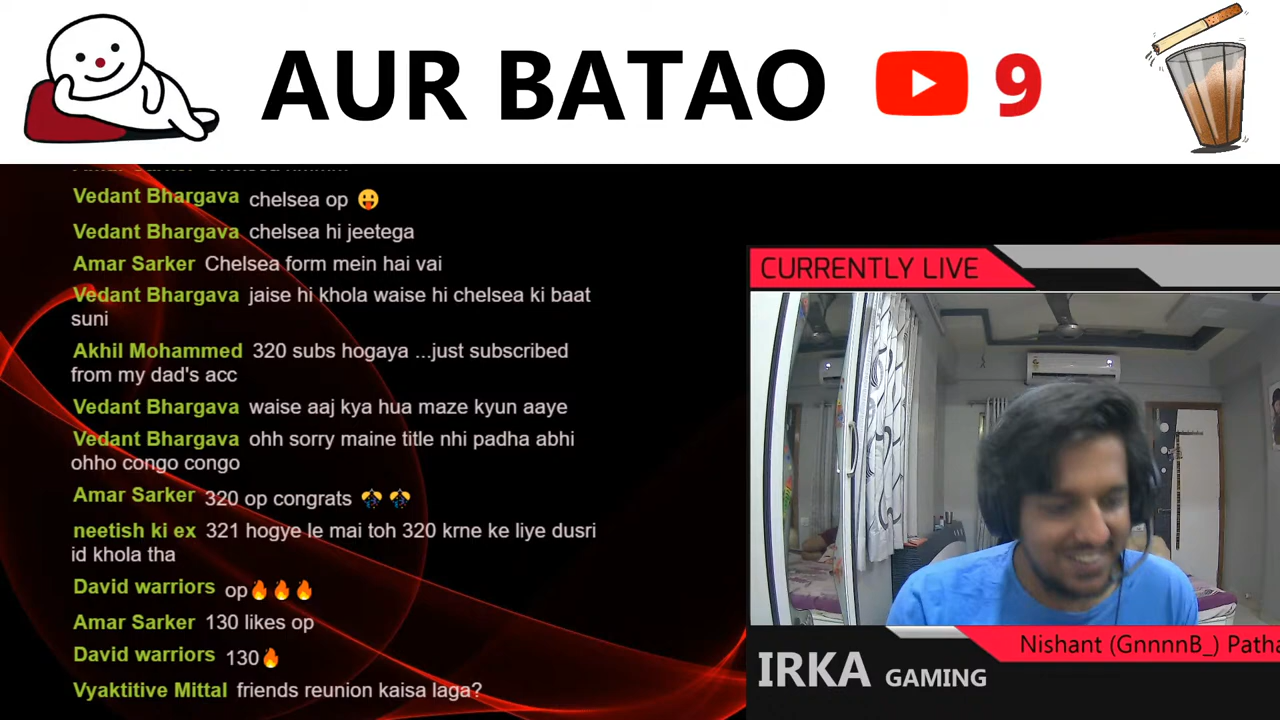 AUR BATAO 9
Vedant Bhargava chelsea op 😛
Vedant Bhargava chelsea hi jeetega
Amar Sarker Chelsea form mein hai vai
Vedant Bhargava jaise hi khola waise hi chelsea ki baat
suni
Akhil Mohammed 320 subs hogaya ...just subscribed
from my dad's acc
Vedant Bhargava waise aaj kya hua maze kyun aaye
Vedant Bhargava ohh sorry maine title nhi padha abhi
ohho congo congo
Amar Sarker 320 op congrats 🎊 🎊
neetish ki ex 321 hogye le mai toh 320 krne ke liye dusri
id khola tha
David warriors op🔥🔥🔥
Amar Sarker 130 likes op
David warriors 130🔥
Vyaktitive Mittal friends reunion kaisa laga?
CURRENTLY LIVE
Nishant (GnnnnB_) Patha
IRKA GAMING